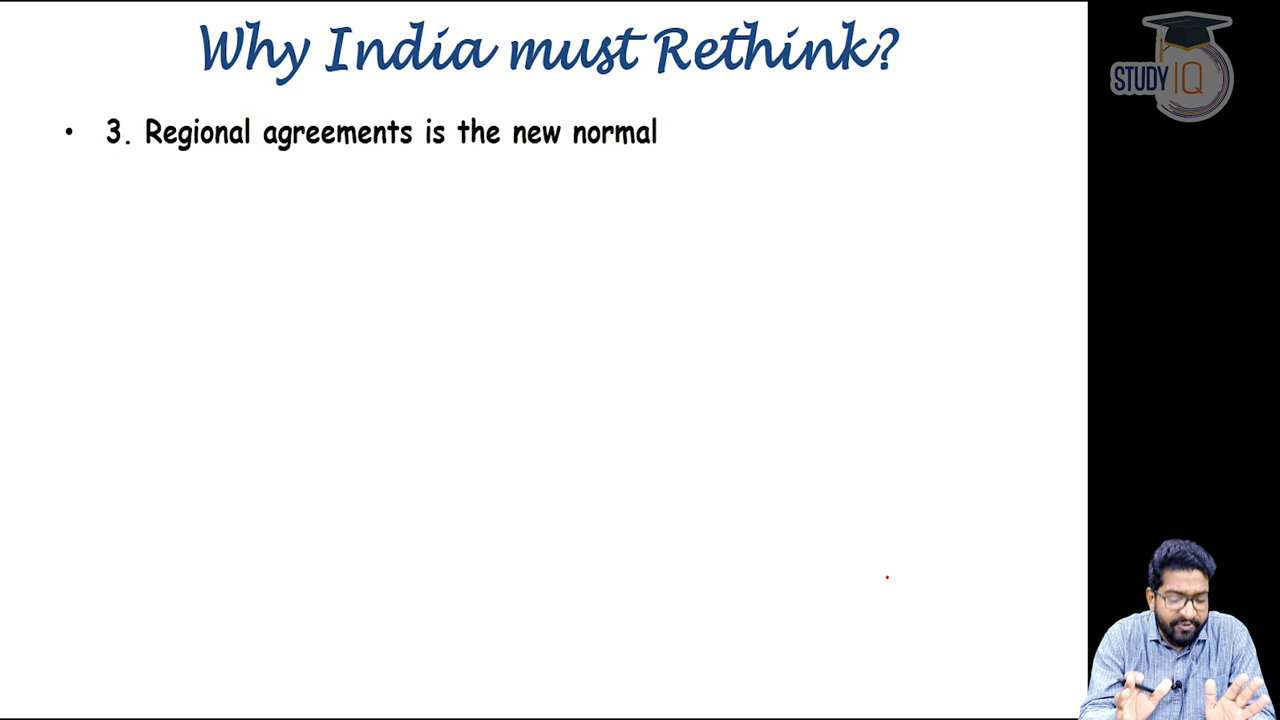 Why India must Rethink?
• 3. Regional agreements is the new normal
STUDY IQ